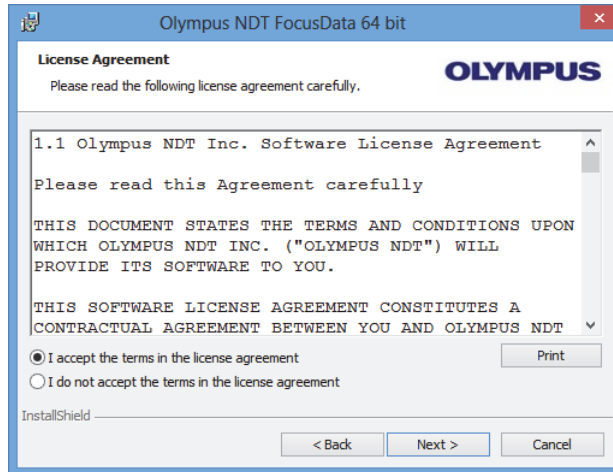 Olympus NDT FocusData 64 bit
License Agreement
Please read the following license agreement carefully.
OLYMPUS
1.1 Olympus NDT Inc. Software License Agreement
Please read this Agreement carefully
THIS DOCUMENT STATES THE TERMS AND CONDITIONS UPON
WHICH OLYMPUS NDT INC. ("OLYMPUS NDT") WILL
PROVIDE ITS SOFTWARE TO YOU.
THIS SOFTWARE LICENSE AGREEMENT CONSTITUTES A
CONTRACTUAL AGREEMENT BETWEEN YOU AND OLYMPUS NDT
I accept the terms in the license agreement
Print
I do not accept the terms in the license agreement
InstallShield
< Back
Next >
Cancel